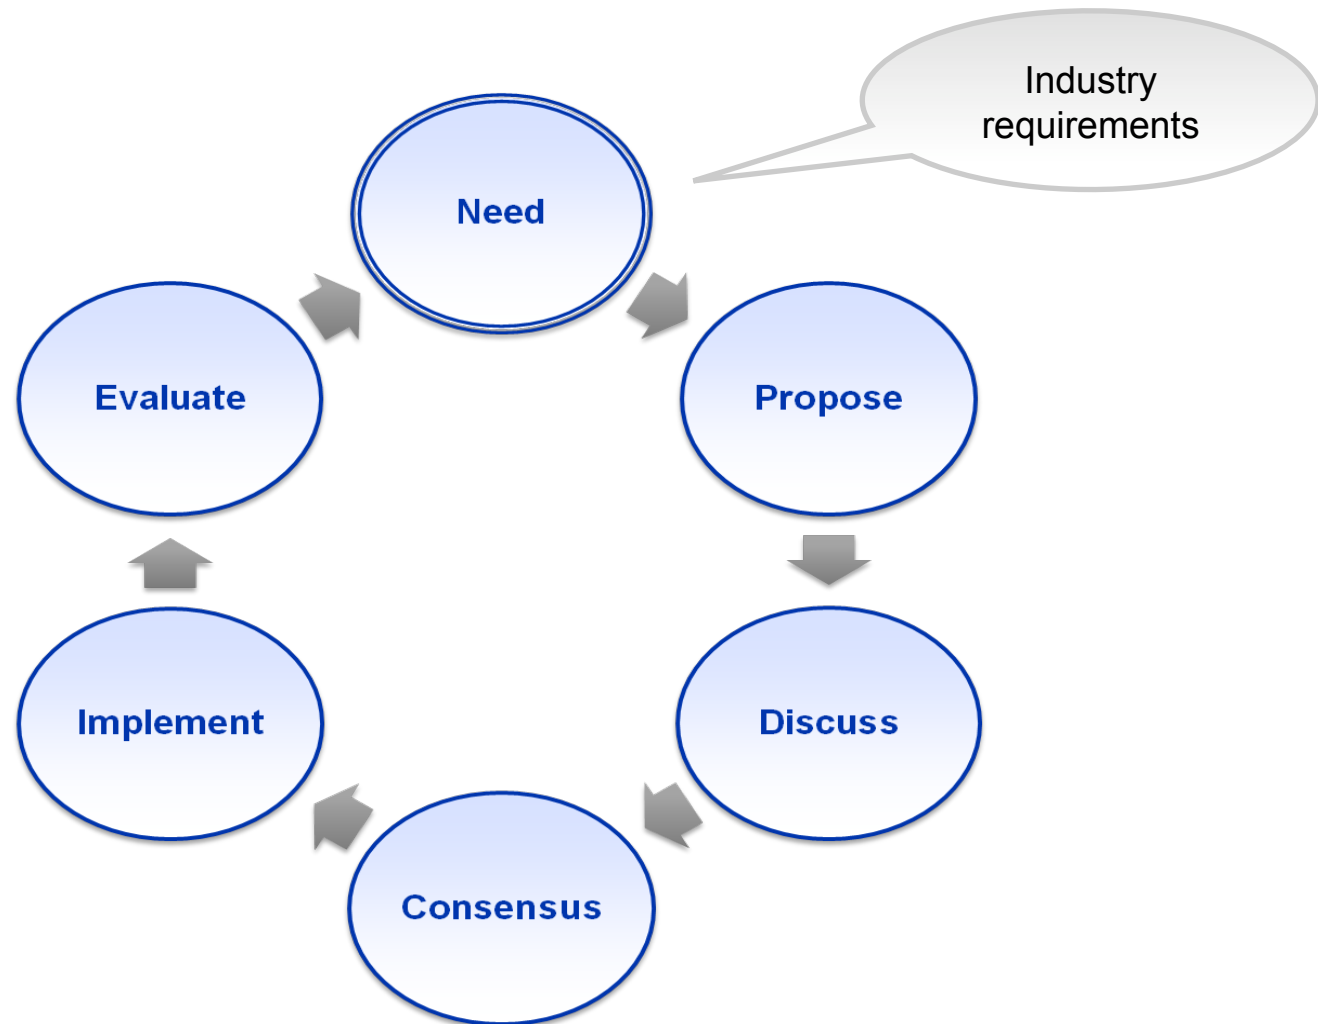 Industry
requirements
Need
Evaluate
Propose
Implement
Discuss
Consensus